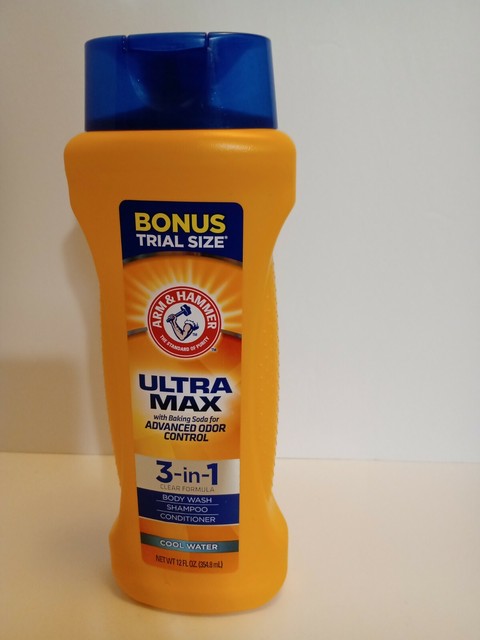 BONUS
TRIAL SIZE*
ARM & HAMMER
THE STANDARD OF PURITY
ULTRA
MAX
with Baking Soda for
ADVANCED ODOR
CONTROL
3-in-1
CLEAR FORMULA
BODY WASH
SHAMPOO
CONDITIONER
COOL WATER
NET WT 12 FL OZ. (354.8 mL)